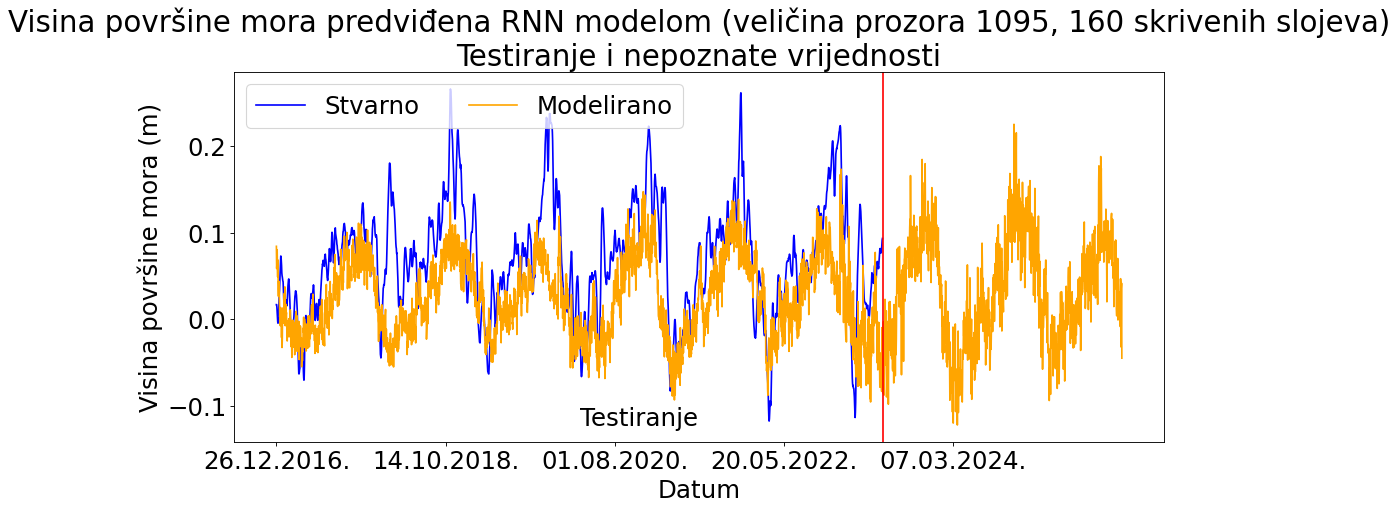 Visina površine mora predviđena RNN modelom (veličina prozora 1095, 160 skrivenih slojeva)
Testiranje i nepoznate vrijednosti
Stvarno
Modelirano
Visina površine mora (m)
0.2
0.1
0.0
−0.1
Testiranje
26.12.2016.
14.10.2018.
01.08.2020.
20.05.2022.
07.03.2024.
Datum